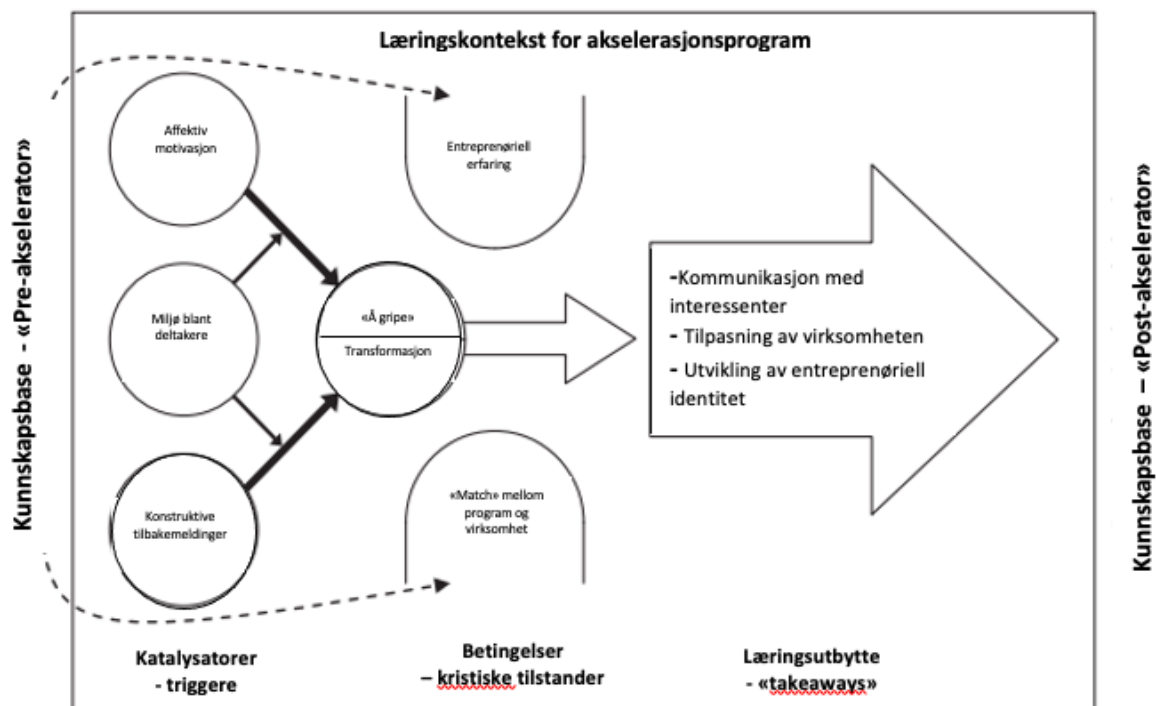 Læringskontekst for akselerasjonsprogram
Kunnskapsbase - «Pre-akselerator»
Affektiv
motivasjon
Miljø blant
deltakere
Konstruktive
tilbakemeldinger
«Å gripe»
Transformasjon
Entreprenøriell
erfaring
«Match» mellom
program og
virksomhet
-Kommunikasjon med
interessenter
- Tilpasning av virksomheten
- Utvikling av entreprenøriell
identitet
Kunnskapsbase – «Post-akselerator»
Katalysatorer
- triggere
Betingelser
– kristiske tilstander
Læringsutbytte
- «takeaways»